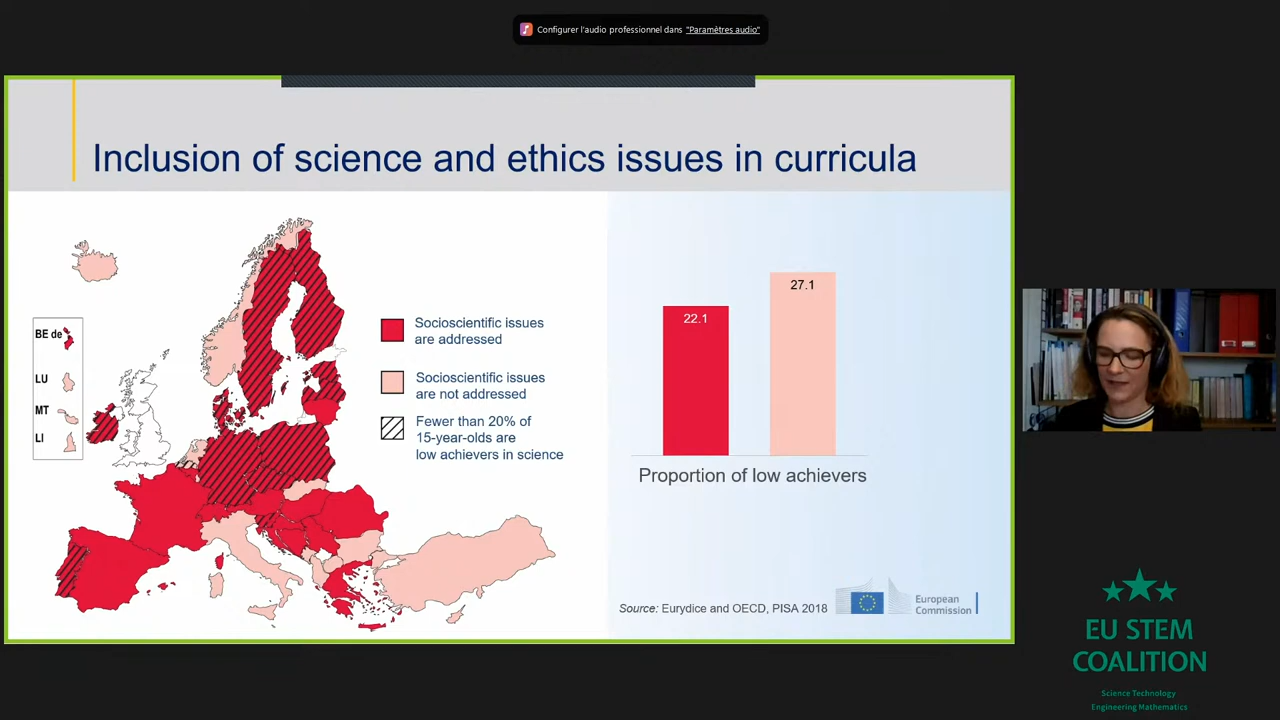 Configurer l'audio professionnel dans "Paramètres audio"
Inclusion of science and ethics issues in curricula
BE de
LU
MT
LI
Socioscientific issues
are addressed
Socioscientific issues
are not addressed
Fewer than 20% of
15-year-olds are
low achievers in science
22.1
27.1
Proportion of low achievers
Source: Eurydice and OECD, PISA 2018
European
Commission
EU STEM
COALITION
Science Technology
Engineering Mathematics